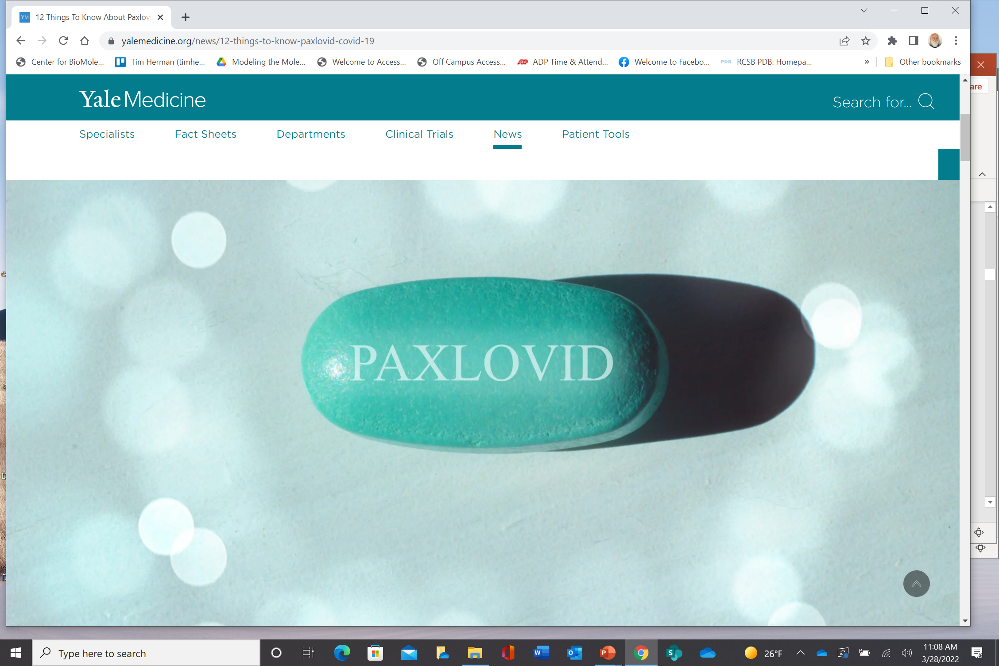 YM 12 Things To Know About Paxlovi
yalemedicine.org/news/12-things-to-know-paxlovid-covid-19
Center for BioMole... Tim Herman (timhe... Modeling the Mole... Welcome to Access... Off Campus Access... ADP Time & Attend... Welcome to Facebo... PDB RCSB PDB: Homepa... » Other bookmarks
are
Yale Medicine
Search for...
Specialists Fact Sheets Departments Clinical Trials News Patient Tools
PAXLOVID
D
D
Type here to search
26°F
11:08 AM
3/28/2022